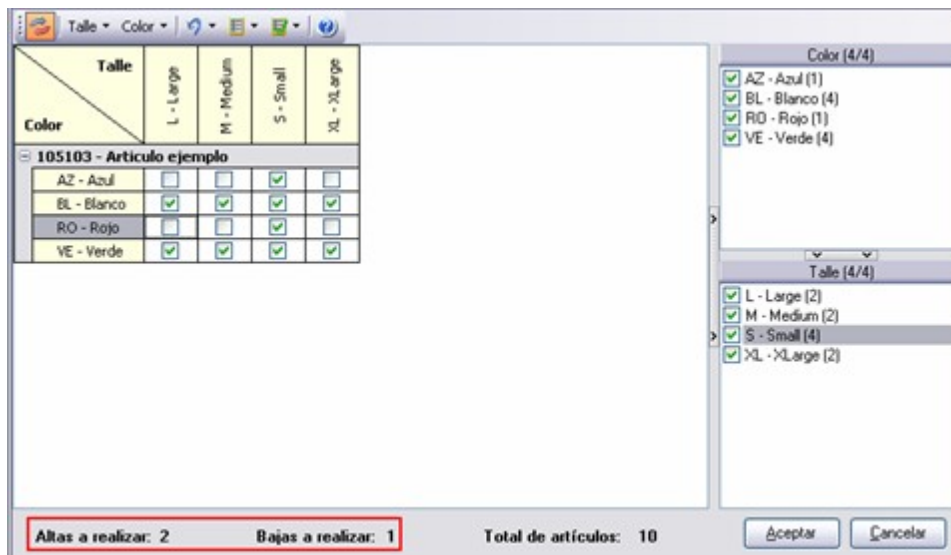 Talle Color
Talle
Color
L - Large
M - Medium
S - Small
XL - XLarge
105103 - Articulo ejemplo
AZ - Azul
BL - Blanco
RO - Rojo
VE - Verde
Color (4/4)
AZ - Azul (1)
BL - Blanco (4)
RO - Rojo (1)
VE - Verde (4)
Talle (4/4)
L - Large (2)
M - Medium (2)
S - Small (4)
XL - XLarge (2)
Altas a realizar: 2 Bajas a realizar: 1 Total de artículos: 10 Aceptar Cancelar